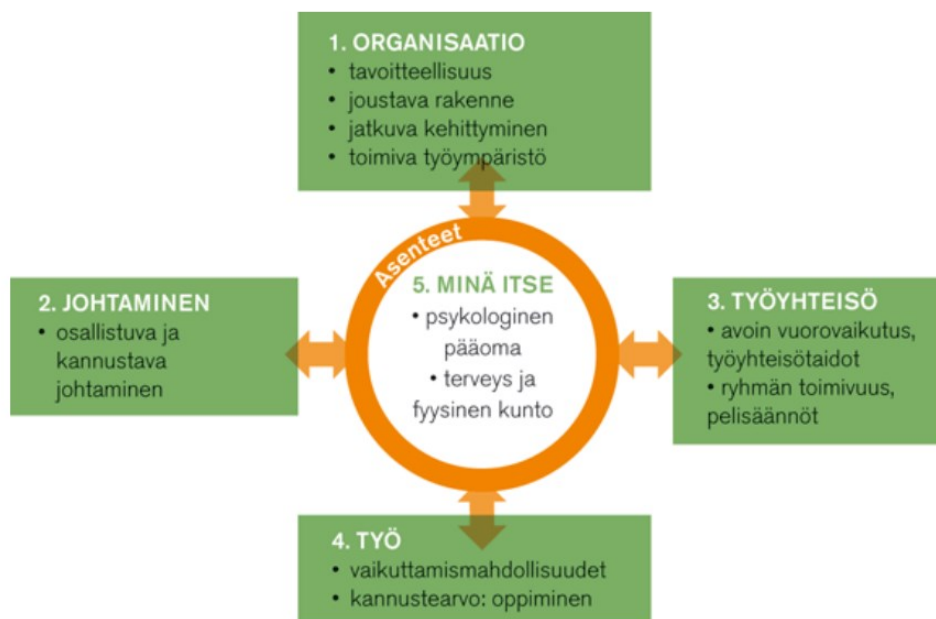 1. ORGANISAATIO
• tavoitteellisuus
• joustava rakenne
• jatkuva kehittyminen
• toimiva työympäristö
Asenteet
5. MINÄ ITSE
• psykologinen
pääoma
• terveys ja
fyysinen kunto
2. JOHTAMINEN
• osallistuva ja
kannustava
johtaminen
3. TYÖYHTEISÖ
• avoin vuorovaikutus,
työyhteisötaidot
• ryhmän toimivuus,
pelisäännöt
4. TYÖ
• vaikuttamismahdollisuudet
• kannustearvo: oppiminen